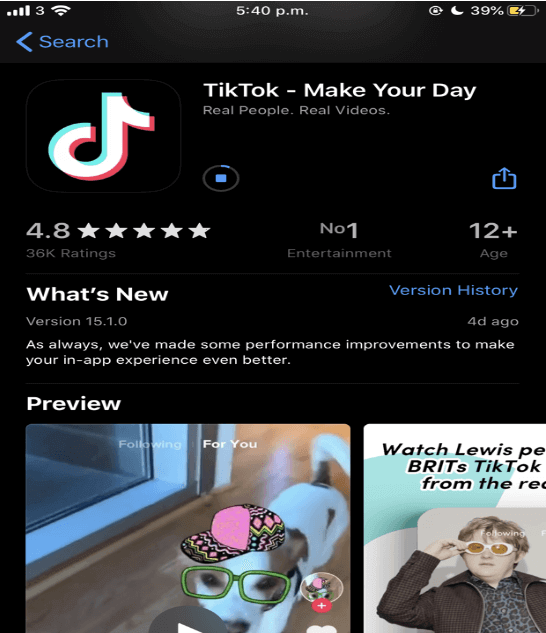 3 5:40 p.m. 39%
Search
TikTok - Make Your Day
Real People. Real Videos.
4.8 No1 12+
36K Ratings Entertainment Age
What's New Version History
Version 15.1.0 4d ago
As always, we've made some performance improvements to make
your in-app experience even better.
Preview
Following For You
Watch Lewis pe
BRITs TikTok
from the rea
Following